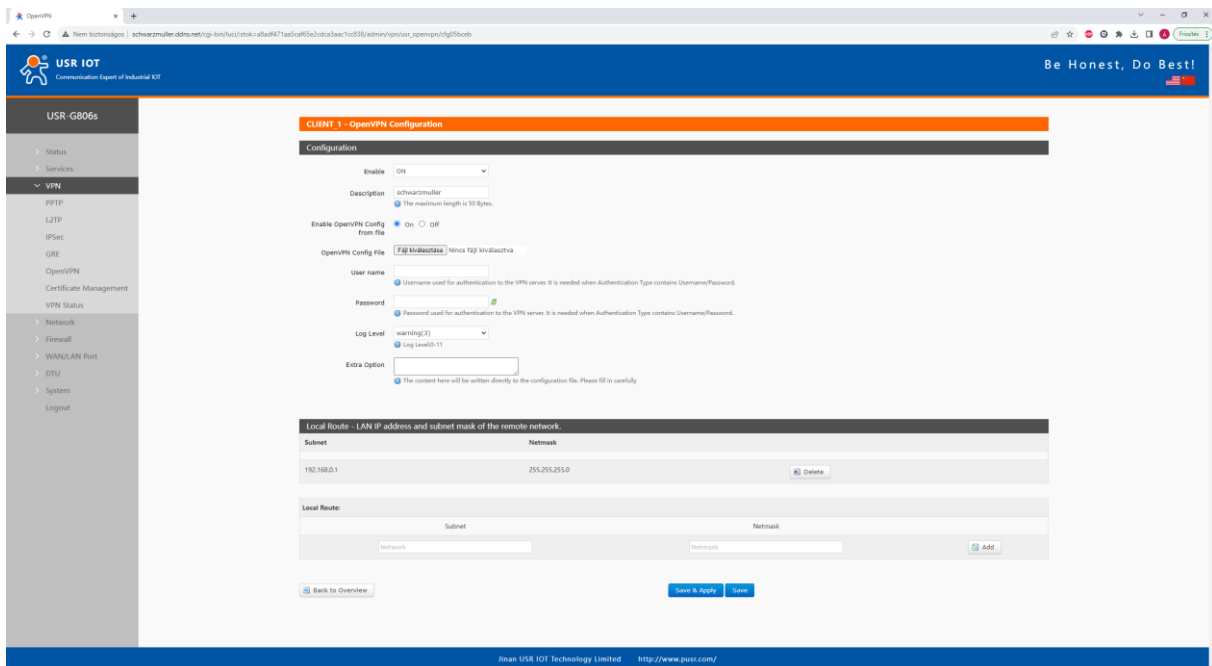 OpenVPN
Nem biztonságos
schwarzmuller.ddns.net/cgi-bin/luci/;stok=a8adf471aa5caf65e2cdca3aac1cc838/admin/vpn/usr_openvpn/cfg05bceb
Frissítés
USR IOT
Communication Expert of Industrial IOT
Be Honest, Do Best!
USR-G806s
Status
Services
VPN
PPTP
L2TP
IPSec
GRE
OpenVPN
Certificate Management
VPN Status
Network
Firewall
WAN/LAN Port
DTU
System
Logout
CLIENT_1 - OpenVPN Configuration
Configuration
Enable ON
Description schwarzmuller
The maximum length is 50 Bytes.
Enable OpenVPN Config from file On Off
OpenVPN Config File Fájl kiválasztása Nincs fájl kiválasztva
User name
Username used for authentication to the VPN server. It is needed when Authentication Type contains Username/Password.
Password
Password used for authentication to the VPN server. It is needed when Authentication Type contains Username/Password.
Log Level warning(3)
Log Level:0-11
Extra Option
The content here will be written directly to the configuration file. Please fill in carefully
Local Route - LAN IP address and subnet mask of the remote network.
Subnet Netmask
192.168.0.1 255.255.255.0 Delete
Local Route:
Subnet Netmask
Network Netmask Add
Back to Overview Save & Apply Save
Jinan USR IOT Technology Limited http://www.pusr.com/